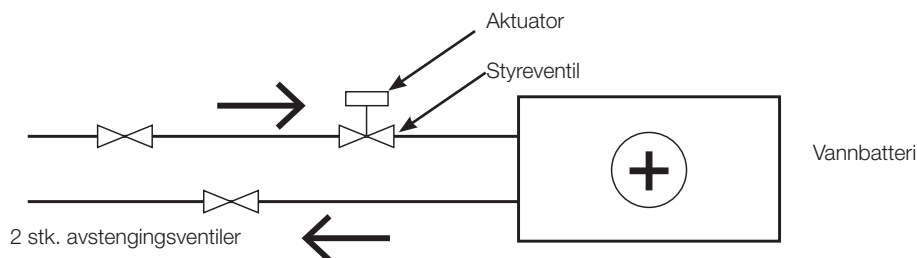 Aktuator
Styreventil
Vannbatteri
2 stk. avstengingsventiler